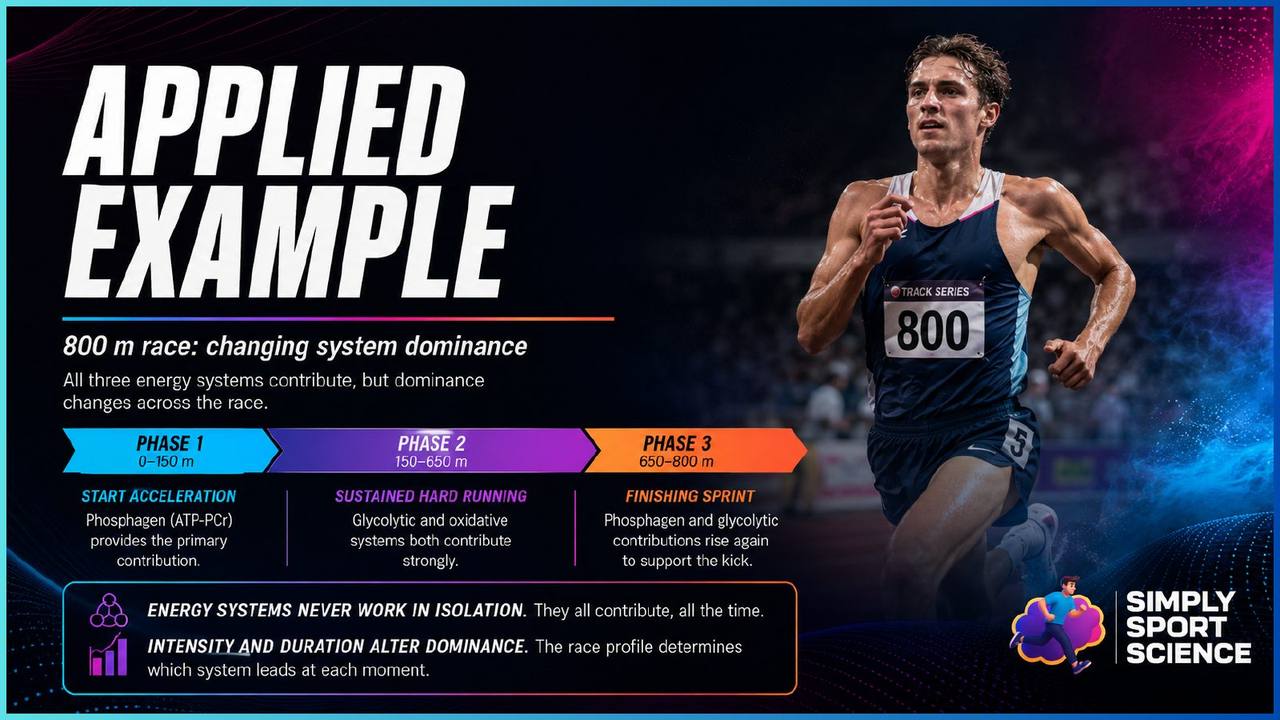 APPLIED
EXAMPLE
800 m race: changing system dominance
All three energy systems contribute, but dominance
changes across the race.
PHASE 1
0–150 m
PHASE 2
150–650 m
PHASE 3
650–800 m
START ACCELERATION
Phosphagen (ATP-PCr)
provides the primary
contribution.
SUSTAINED HARD RUNNING
Glycolytic and oxidative
systems both contribute
strongly.
FINISHING SPRINT
Phosphagen and glycolytic
contributions rise again
to support the kick.
ENERGY SYSTEMS NEVER WORK IN ISOLATION. They all contribute, all the time.
INTENSITY AND DURATION ALTER DOMINANCE. The race profile determines
which system leads at each moment.
TRACK SERIES
800
5
SIMPLY
SPORT
SCIENCE